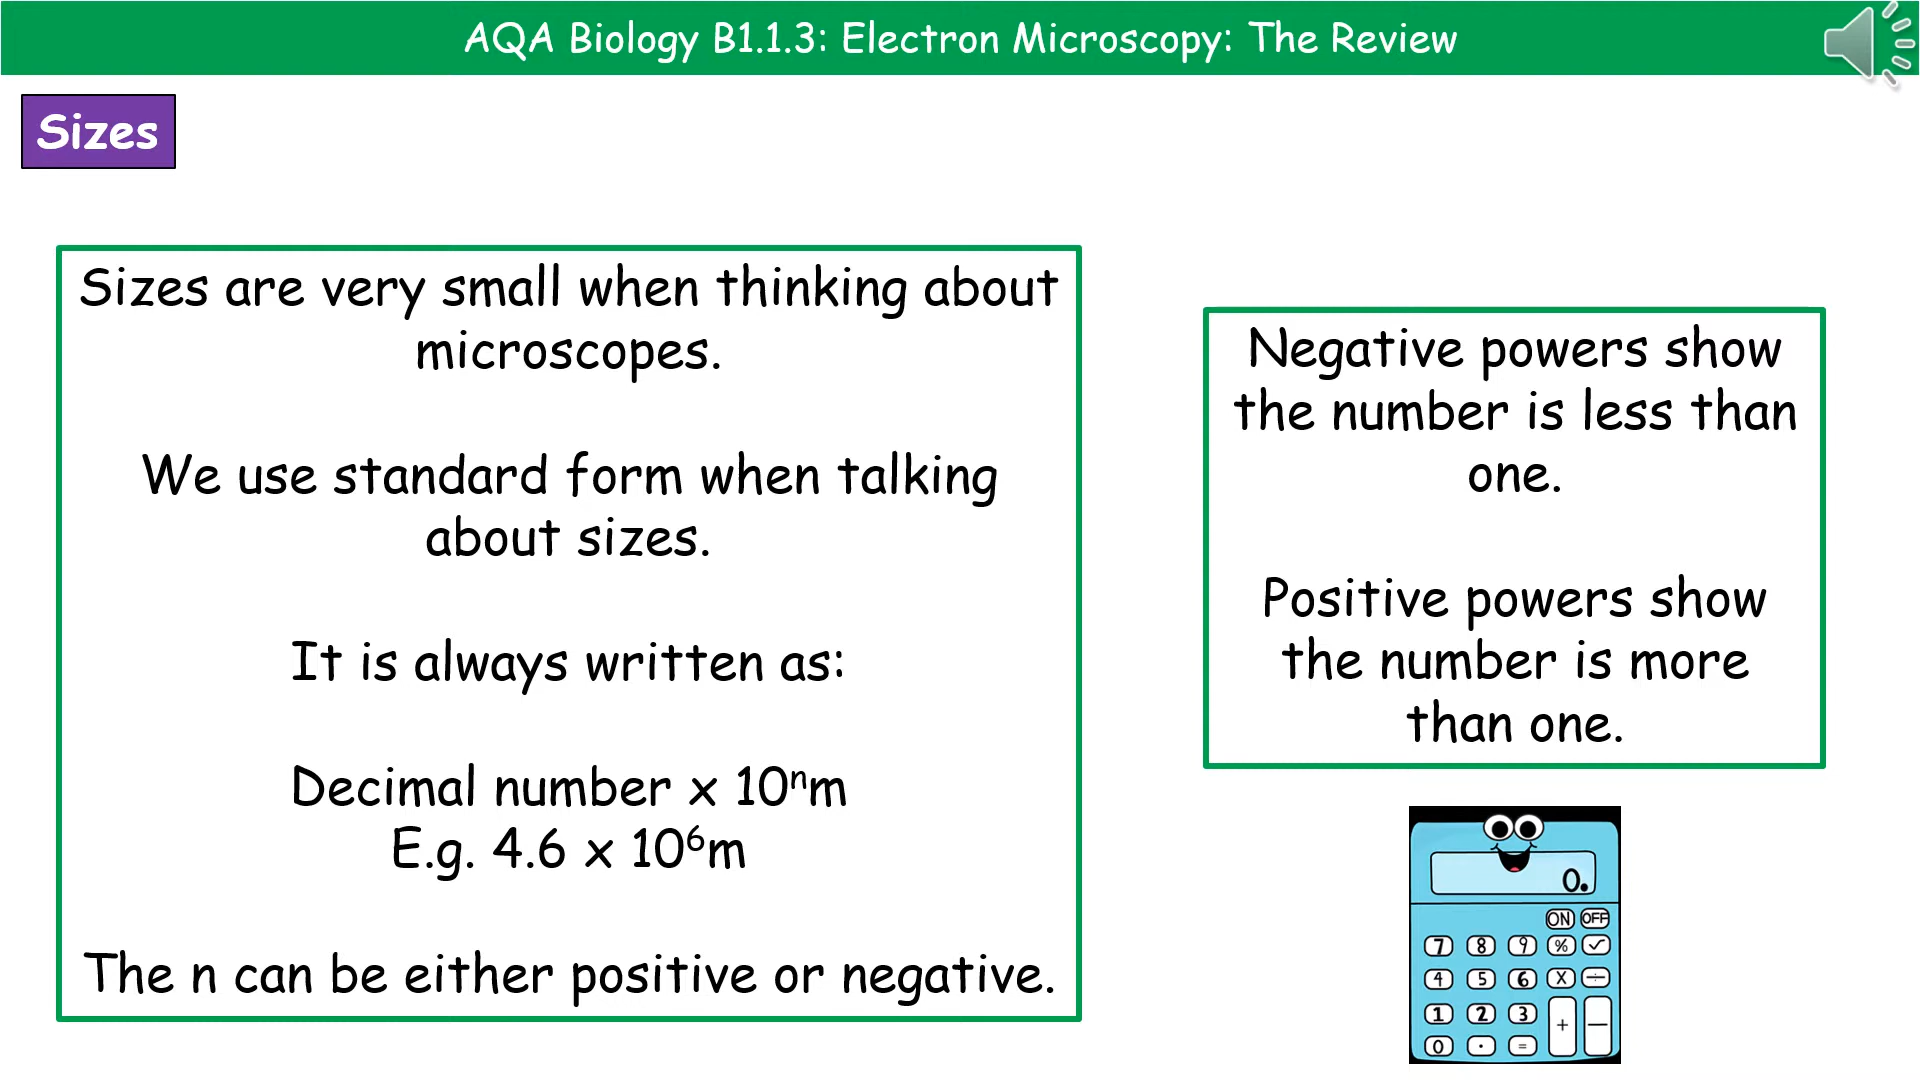 AQA Biology B1.1.3: Electron Microscopy: The Review
Sizes
Sizes are very small when thinking about
microscopes.
We use standard form when talking
about sizes.
It is always written as:
Decimal number x 10ⁿm
E.g. 4.6 x 10⁶m
The n can be either positive or negative.
Negative powers show
the number is less than
one.
Positive powers show
the number is more
than one.
0.
ON OFF
7 8 9 % ✓
4 5 6 X ÷
1 2 3 + −
0 · =